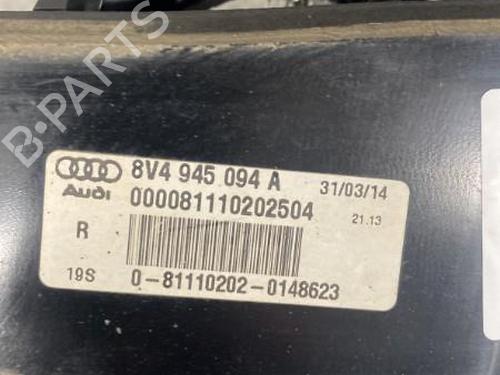 B-PARTS
8V4 945 094 A
31/03/14
Audi
000081110202504
21.13
R
19S
0-81110202-0148623